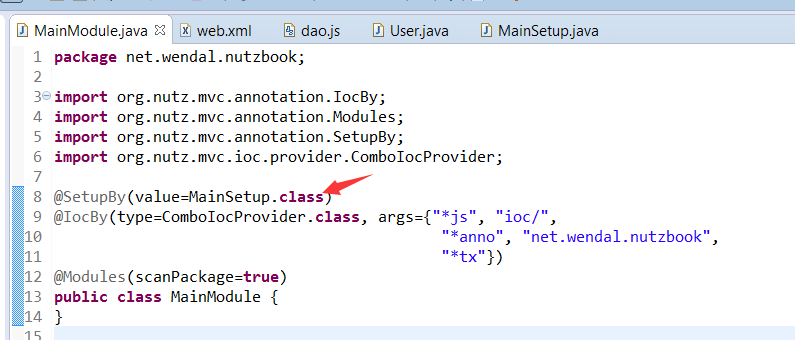 MainModule.java web.xml dao.js User.java MainSetup.java
1 package net.wendal.nutzbook;
2
3 import org.nutz.mvc.annotation.IocBy;
4 import org.nutz.mvc.annotation.Modules;
5 import org.nutz.mvc.annotation.SetupBy;
6 import org.nutz.mvc.ioc.provider.ComboIocProvider;
7
8 @SetupBy(value=MainSetup.class)
9 @IocBy(type=ComboIocProvider.class, args={"*js", "ioc/",
10 "*anno", "net.wendal.nutzbook",
11 "*tx"})
12 @Modules(scanPackage=true)
13 public class MainModule {
14 }
15